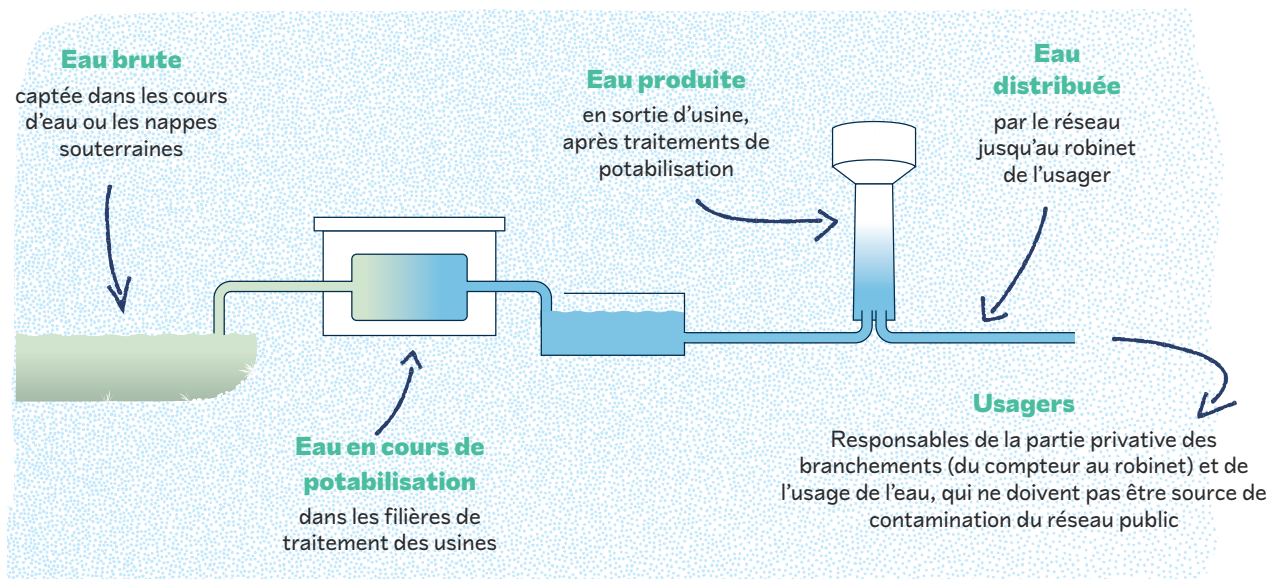 Eau brute
captée dans les cours
d'eau ou les nappes
souterraines
Eau en cours de
potabilisation
dans les filières de
traitement des usines
Eau produite
en sortie d'usine,
après traitements de
potabilisation
Eau
distribuée
par le réseau
jusqu'au robinet
de l'usager
Usagers
Responsables de la partie privative des
branchements (du compteur au robinet) et de
l'usage de l'eau, qui ne doivent pas être source de
contamination du réseau public